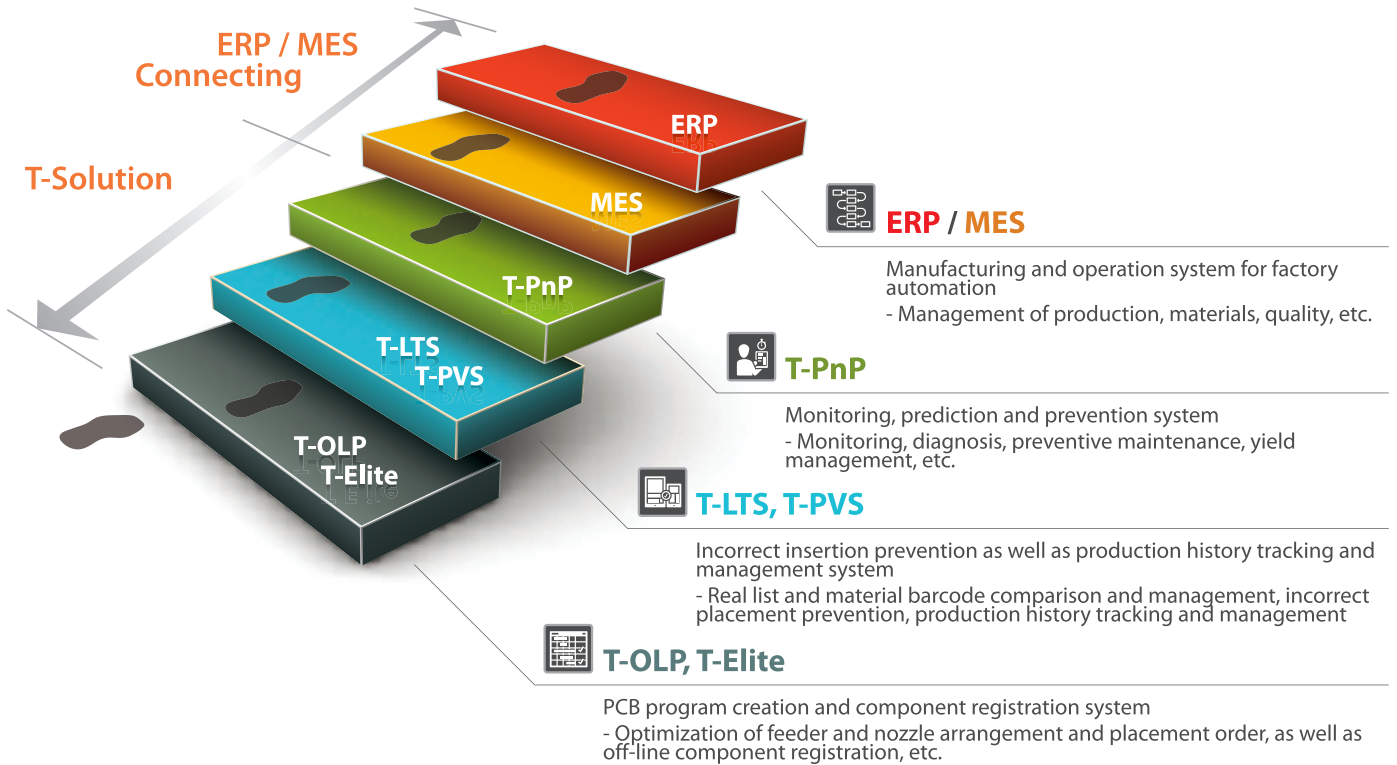 ERP / MES
Connecting
T-Solution
ERP
MES
T-PnP
T-LTS
T-PVS
T-OLP
T-Elite
ERP / MES
Manufacturing and operation system for factory
automation
- Management of production, materials, quality, etc.
T-PnP
Monitoring, prediction and prevention system
- Monitoring, diagnosis, preventive maintenance, yield
management, etc.
T-LTS, T-PVS
Incorrect insertion prevention as well as production history tracking and
management system
- Real list and material barcode comparison and management, incorrect
placement prevention, production history tracking and management
T-OLP, T-Elite
PCB program creation and component registration system
- Optimization of feeder and nozzle arrangement and placement order, as well as
off-line component registration, etc.